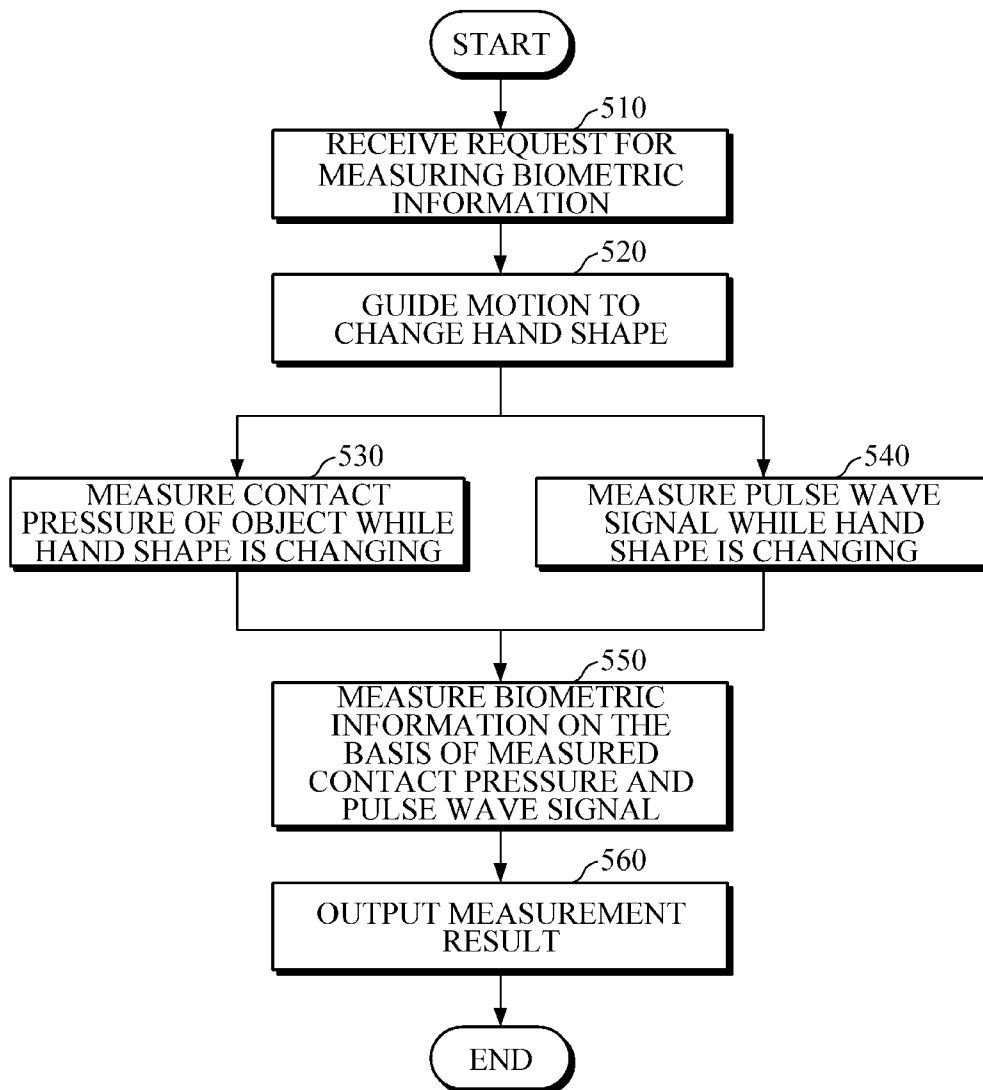 START
510
RECEIVE REQUEST FOR
MEASURING BIOMETRIC
INFORMATION
520
GUIDE MOTION TO
CHANGE HAND SHAPE
530
MEASURE CONTACT
PRESSURE OF OBJECT WHILE
HAND SHAPE IS CHANGING
540
MEASURE PULSE WAVE
SIGNAL WHILE HAND
SHAPE IS CHANGING
550
MEASURE BIOMETRIC
INFORMATION ON THE
BASIS OF MEASURED
CONTACT PRESSURE AND
PULSE WAVE SIGNAL
560
OUTPUT MEASUREMENT
RESULT
END